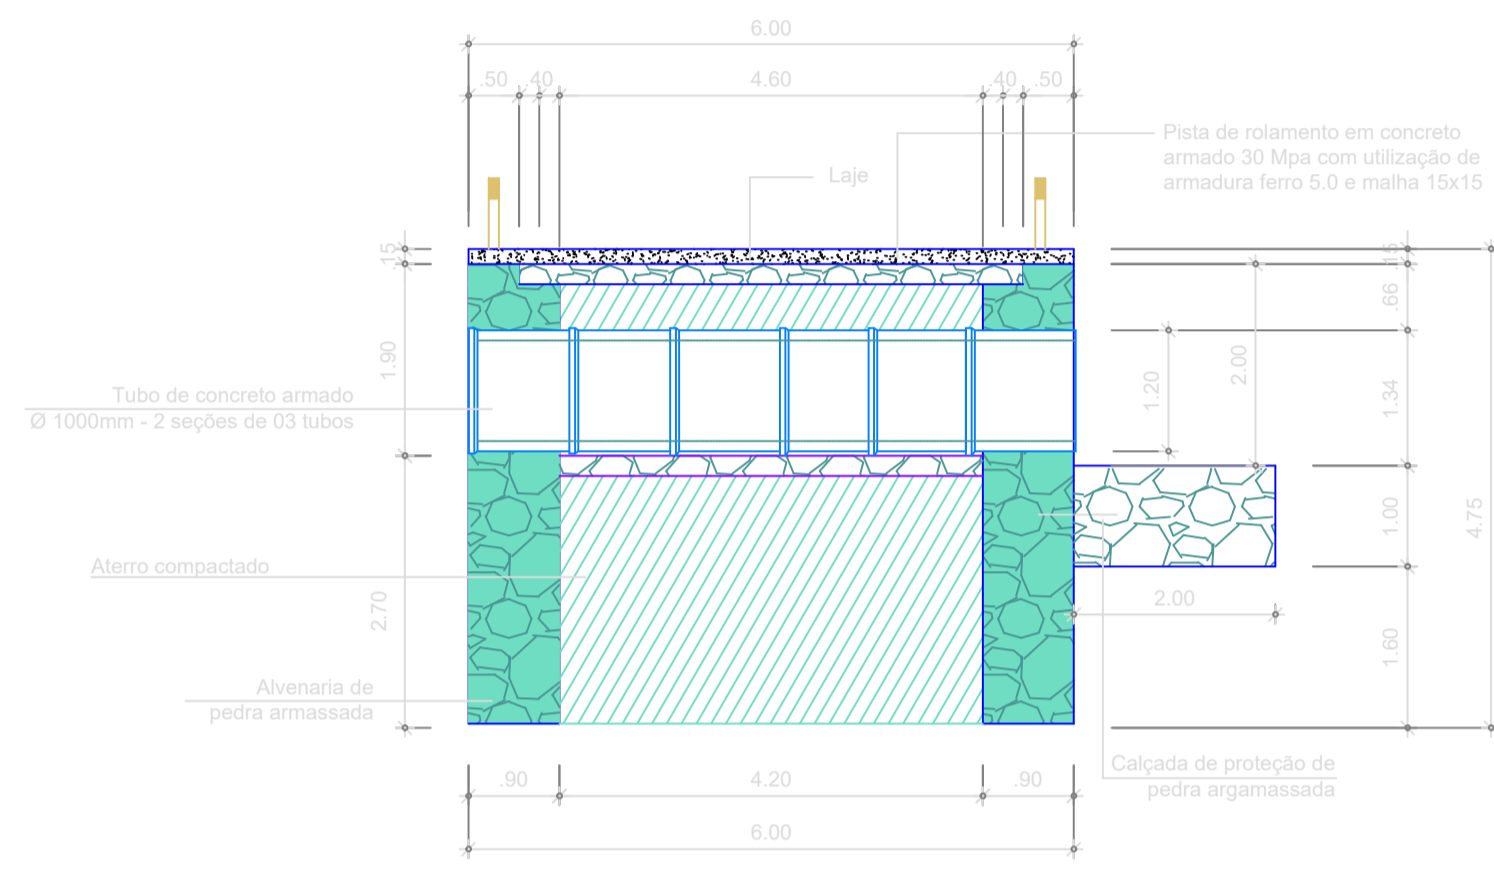 6.00
.50 .40 4.60 .40 .50
Pista de rolamento em concreto
armado 30 Mpa com utilização de
armadura ferro 5.0 e malha 15x15
Laje
15
.15
.66
1.90
2.00
1.20
1.34
Tubo de concreto armado
Ø 1000mm - 2 seções de 03 tubos
1.00
4.75
Aterro compactado
2.70
2.00
1.60
Alvenaria de
pedra armassada
Calçada de proteção de
pedra argamassada
.90 4.20 .90
6.00